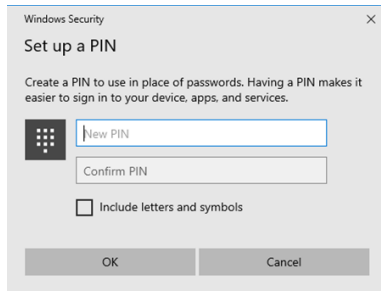 Windows Security
Set up a PIN
Create a PIN to use in place of passwords. Having a PIN makes it
easier to sign in to your device, apps, and services.
New PIN
Confirm PIN
Include letters and symbols
OK Cancel